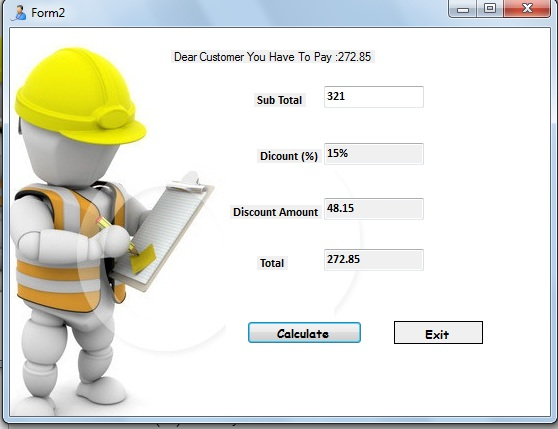 Form2
Dear Customer You Have To Pay :272.85
Sub Total 321
Dicount (%) 15%
Discount Amount 48.15
Total 272.85
Calculate Exit